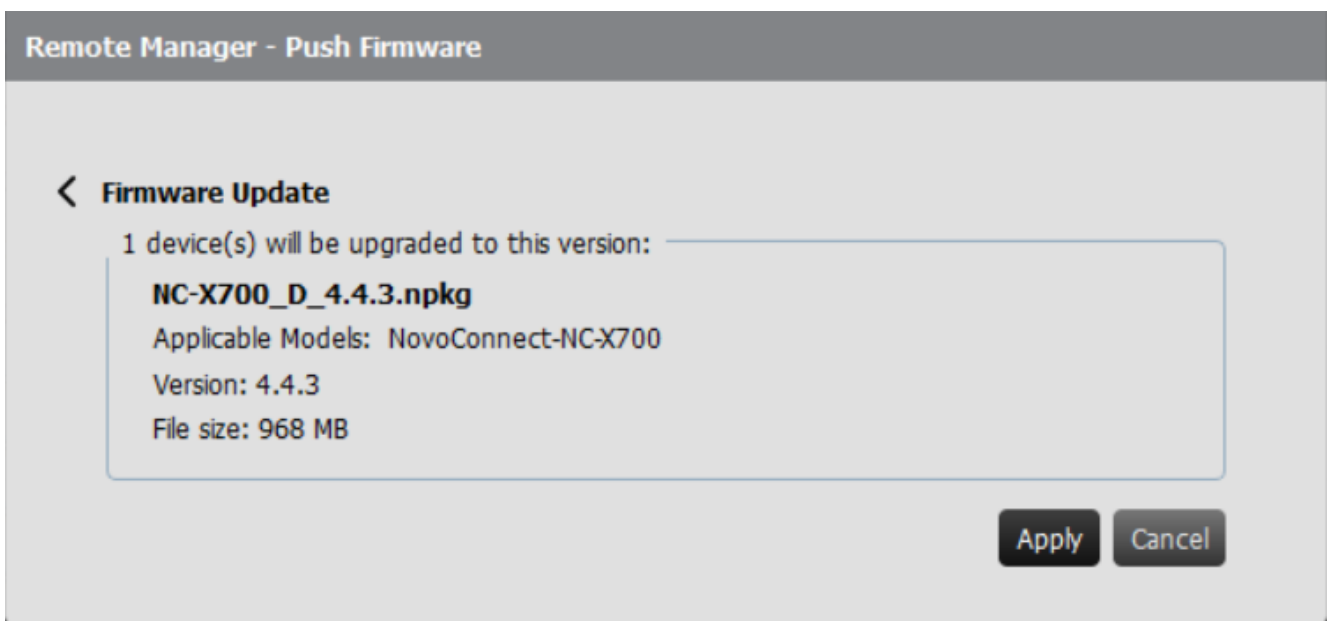 Remote Manager - Push Firmware
Firmware Update
1 device(s) will be upgraded to this version:
NC-X700_D_4.4.3.npkg
Applicable Models: NovoConnect-NC-X700
Version: 4.4.3
File size: 968 MB
Apply Cancel